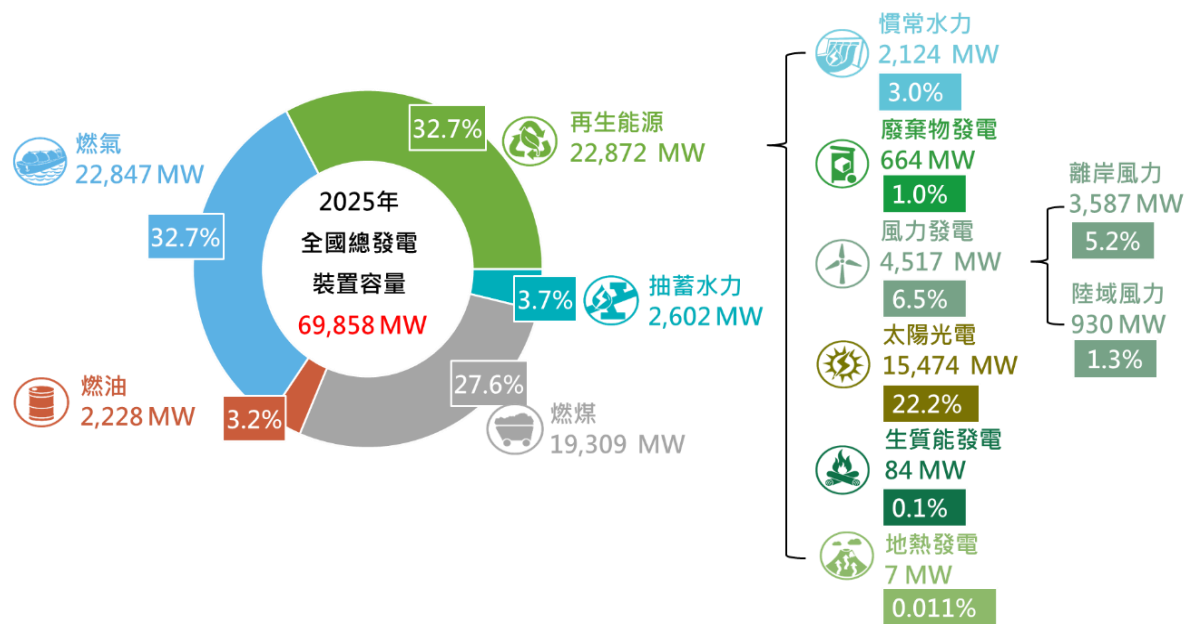 2025年
全國總發電
裝置容量
69,858 MW
燃氣
22,847 MW
32.7%
再生能源
22,872 MW
32.7%
抽蓄水力
2,602 MW
3.7%
燃煤
19,309 MW
27.6%
燃油
2,228 MW
3.2%
慣常水力
2,124 MW
3.0%
廢棄物發電
664 MW
1.0%
風力發電
4,517 MW
6.5%
離岸風力
3,587 MW
5.2%
陸域風力
930 MW
1.3%
太陽光電
15,474 MW
22.2%
生質能發電
84 MW
0.1%
地熱發電
7 MW
0.011%